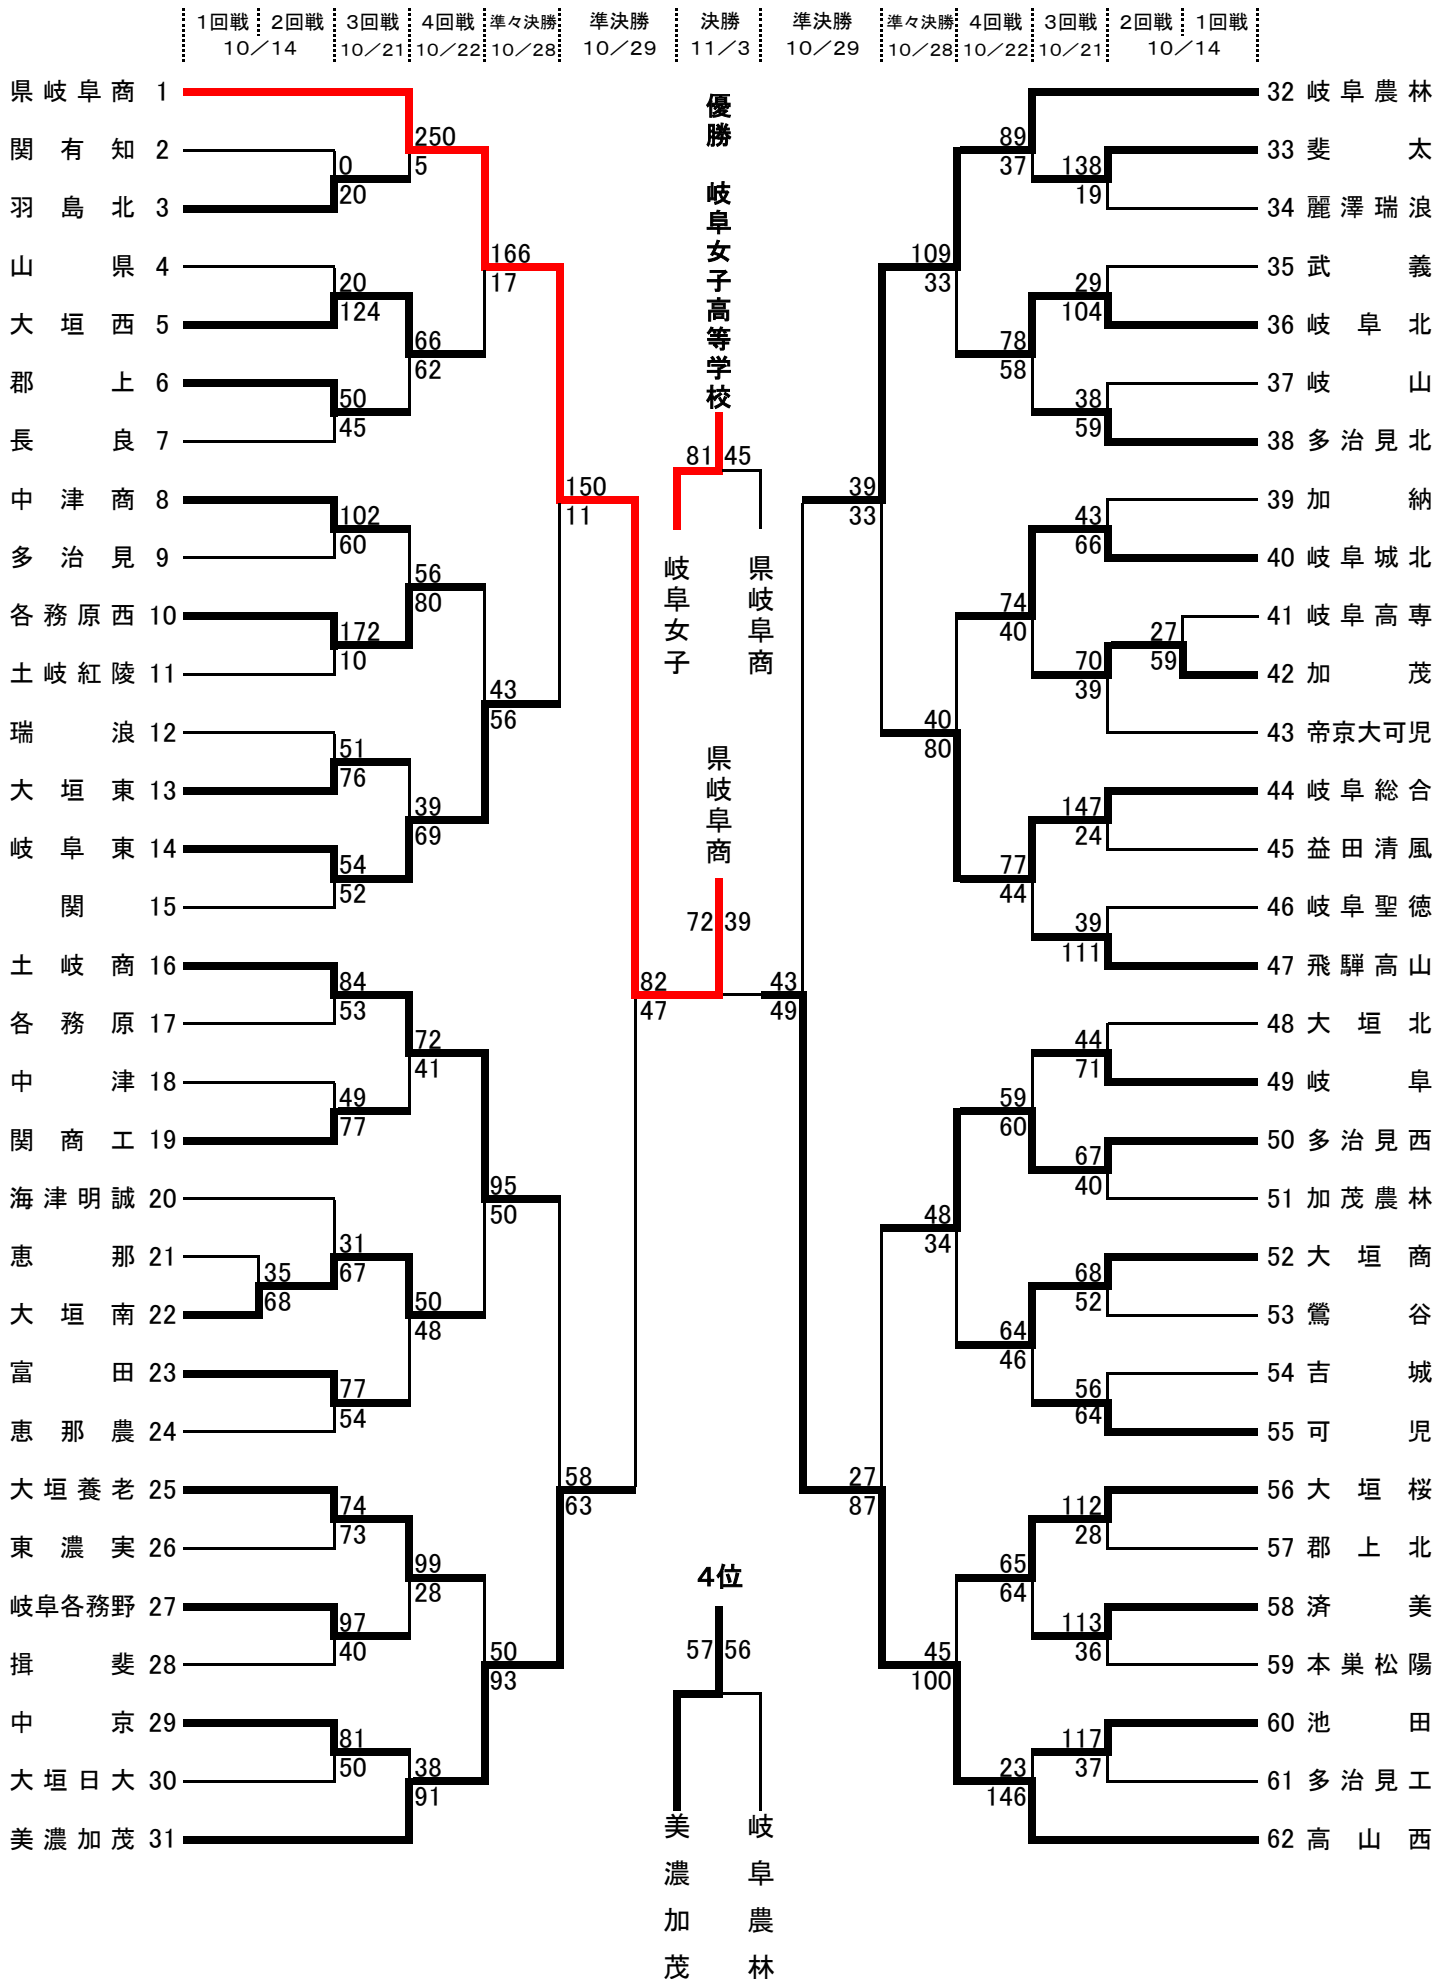 1回戦 2回戦 3回戦 4回戦 準々決勝 準決勝 決勝 準決勝 準々決勝 4回戦 3回戦 2回戦 1回戦
10／14 10／21 10／22 10／28 10／29 11／3 10／29 10／28 10／22 10／21 10／14
県岐阜商 1
関有知 2
羽島北 3
山県 4
大垣西 5
郡上 6
長良 7
中津商 8
多治見 9
各務原西 10
土岐紅陵 11
瑞浪 12
大垣東 13
岐阜東 14
関 15
土岐商 16
各務原 17
中津 18
関商工 19
海津明誠 20
恵那 21
大垣南 22
富田 23
恵那農 24
大垣養老 25
東濃実 26
岐阜各務野 27
揖斐 28
中京 29
大垣日大 30
美濃加茂 31
35
68
0
20
20
124
50
45
102
60
172
10
51
76
54
52
84
53
49
77
31
67
77
54
74
73
97
40
81
50
250
5
66
62
56
80
39
69
72
41
50
48
99
28
38
91
166
17
43
56
95
50
50
93
150
11
58
63
82
47
優勝 岐阜女子高等学校
81 45
岐阜女子
県岐阜商
県岐阜商
72 39
4位
57 56
美濃加茂
岐阜農林
43
49
39
33
27
87
109
33
40
80
48
34
45
100
89
37
78
58
74
40
77
44
59
60
64
46
65
64
23
146
138
19
29
104
38
59
43
66
70
39
147
24
39
111
44
71
67
40
68
52
56
64
112
28
113
36
117
37
27
59
32 岐阜農林
33 斐太
34 麗澤瑞浪
35 武義
36 岐阜北
37 岐山
38 多治見北
39 加納
40 岐阜城北
41 岐阜高専
42 加茂
43 帝京大可児
44 岐阜総合
45 益田清風
46 岐阜聖徳
47 飛騨高山
48 大垣北
49 岐阜
50 多治見西
51 加茂農林
52 大垣商
53 鶯谷
54 吉城
55 可児
56 大垣桜
57 郡上北
58 済美
59 本巣松陽
60 池田
61 多治見工
62 高山西